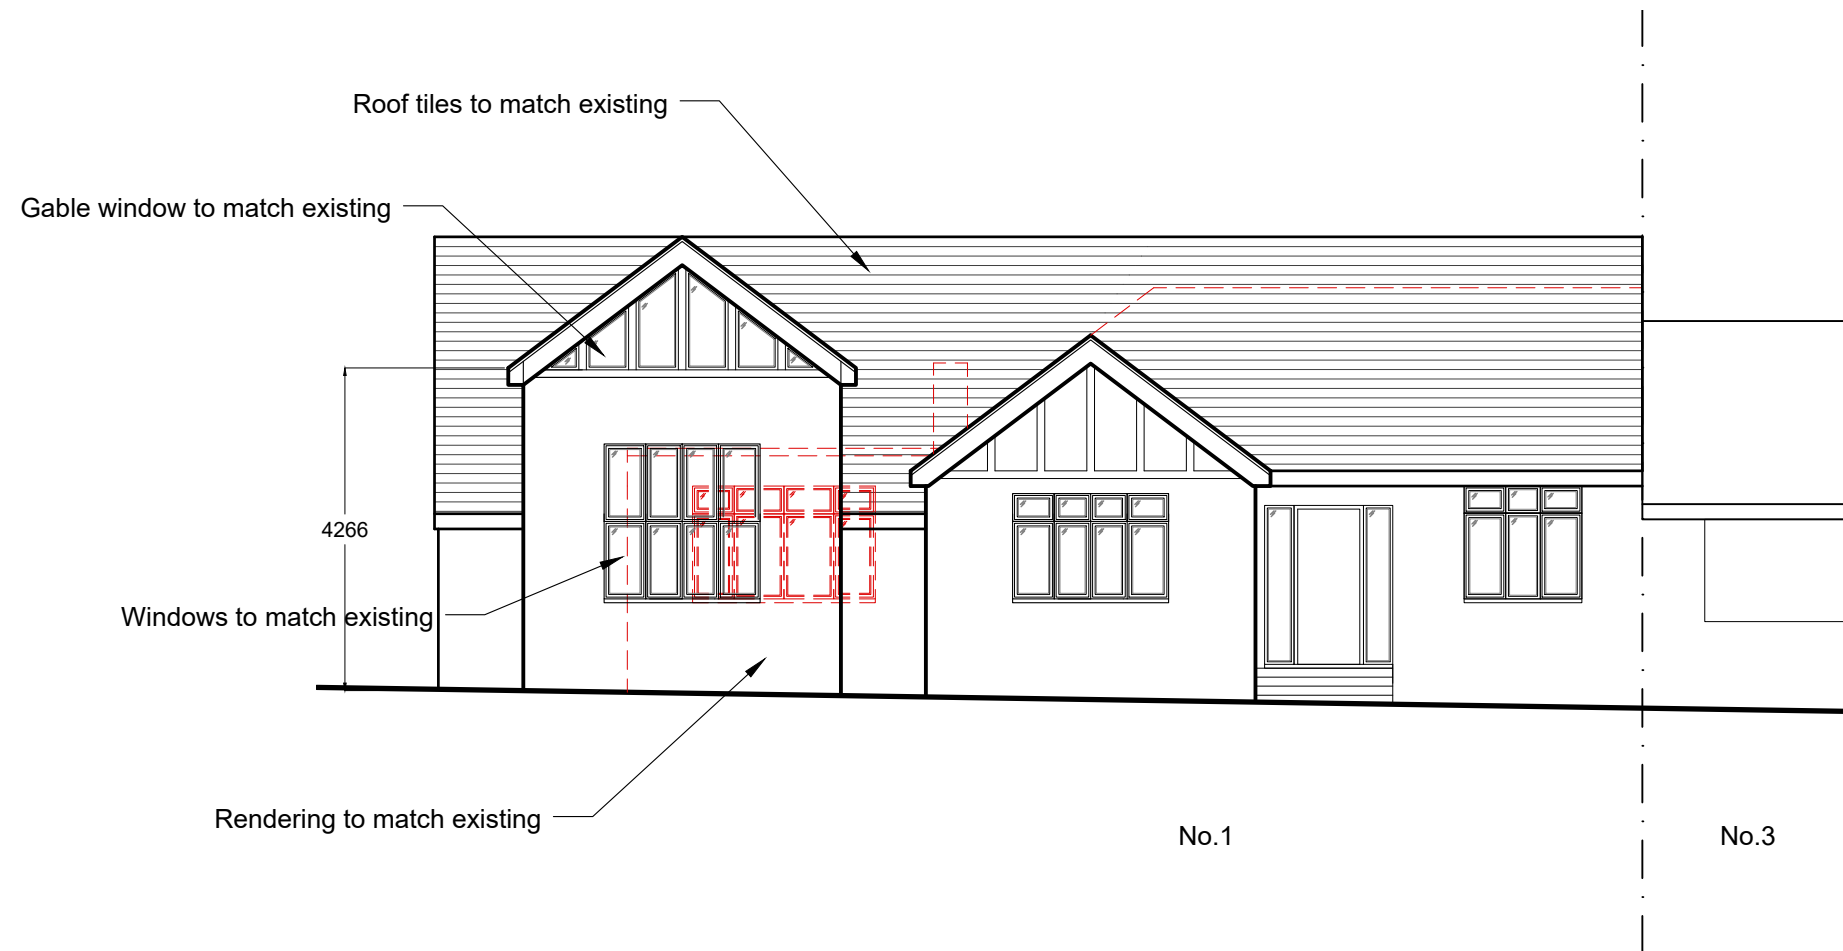 Roof tiles to match existing
Gable window to match existing
4266
Windows to match existing
Rendering to match existing
No.1
No.3